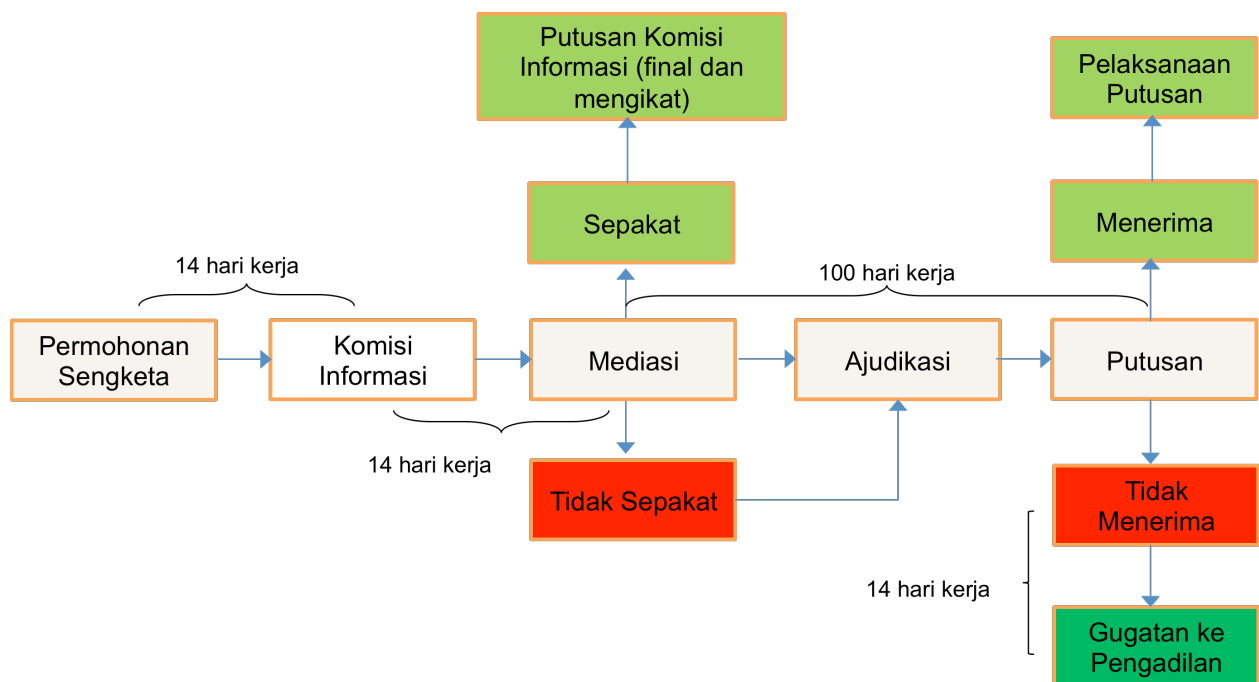 Putusan Komisi
Informasi (final dan
mengikat)
Pelaksanaan
Putusan
Sepakat
Menerima
14 hari kerja
100 hari kerja
Permohonan
Sengketa
Komisi
Informasi
Mediasi
Ajudikasi
Putusan
14 hari kerja
Tidak Sepakat
Tidak
Menerima
14 hari kerja
Gugatan ke
Pengadilan